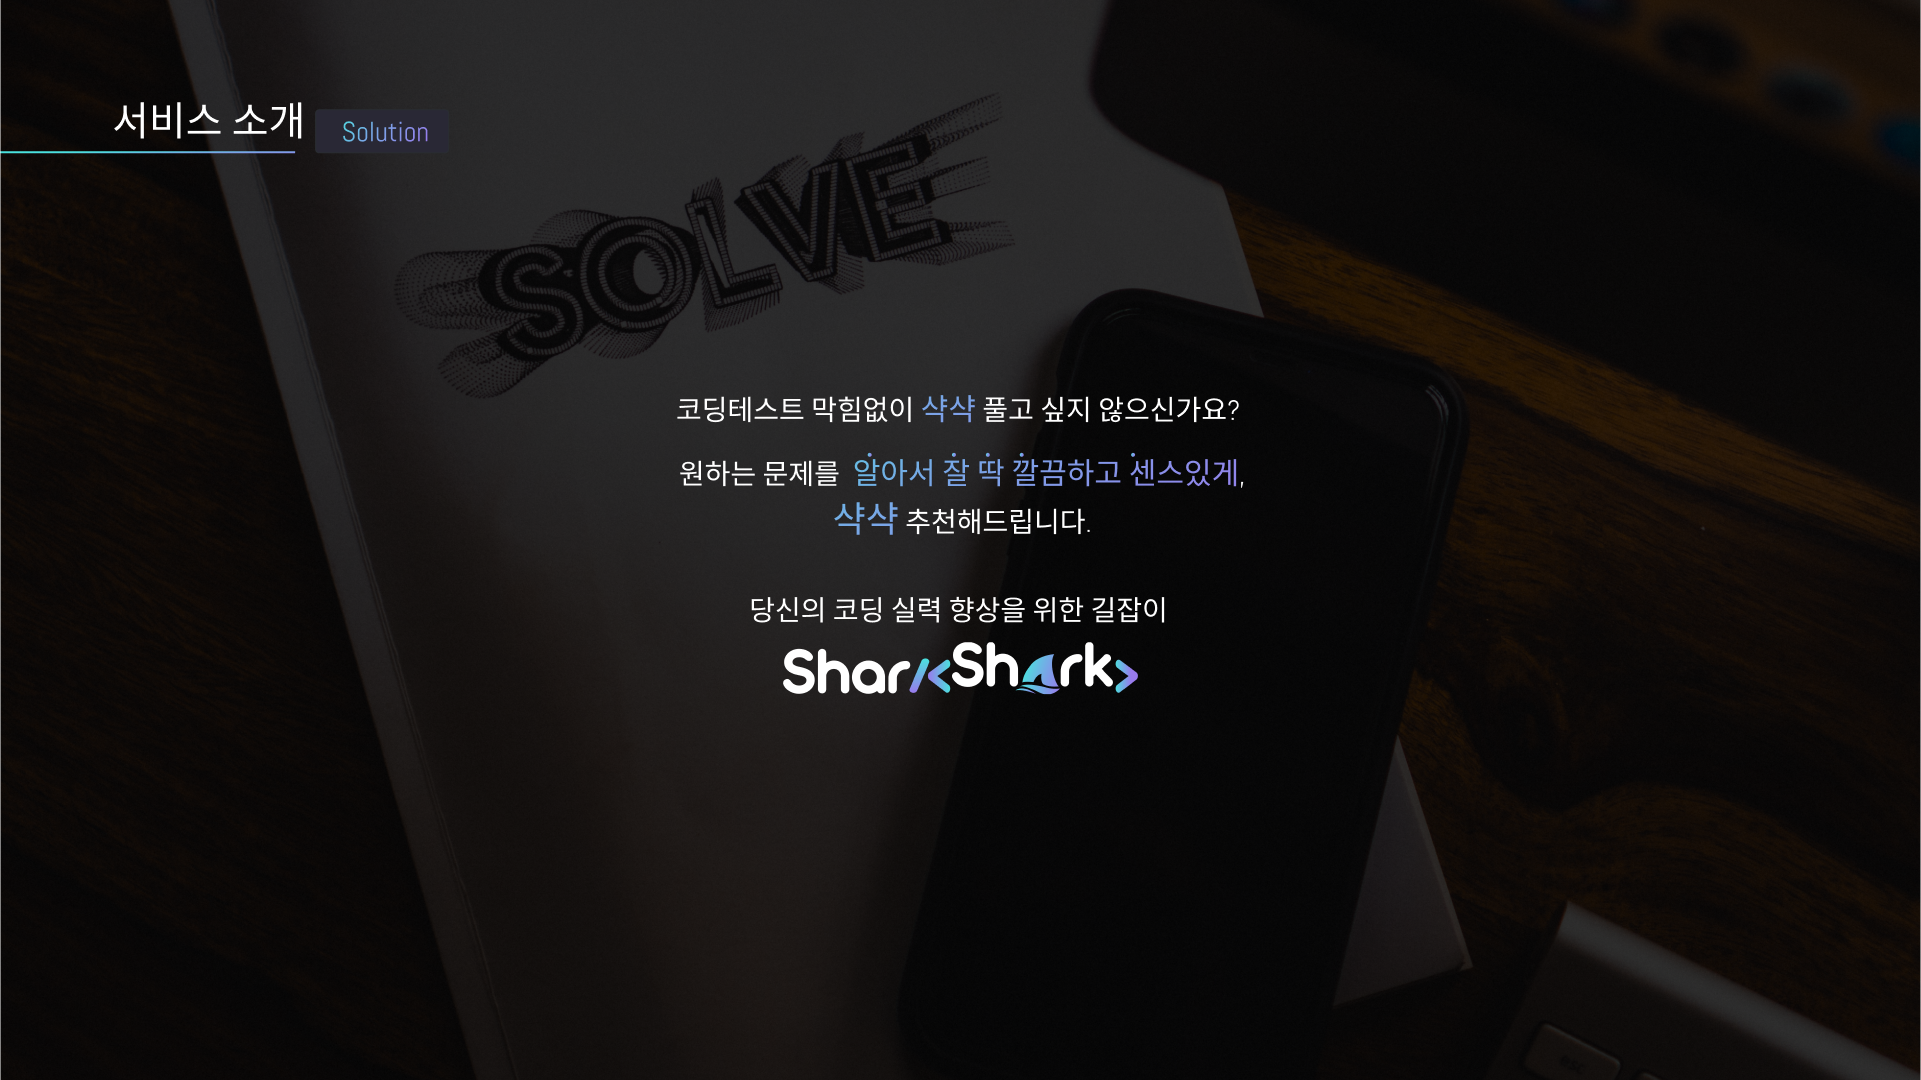 서비스 소개 Solution
SOLVE
코딩테스트 막힘없이 샥샥 풀고 싶지 않으신가요?
원하는 문제를 알아서 잘 딱 깔끔하고 센스있게,
샥샥 추천해드립니다.
당신의 코딩 실력 향상을 위한 길잡이
Shark<Shark>